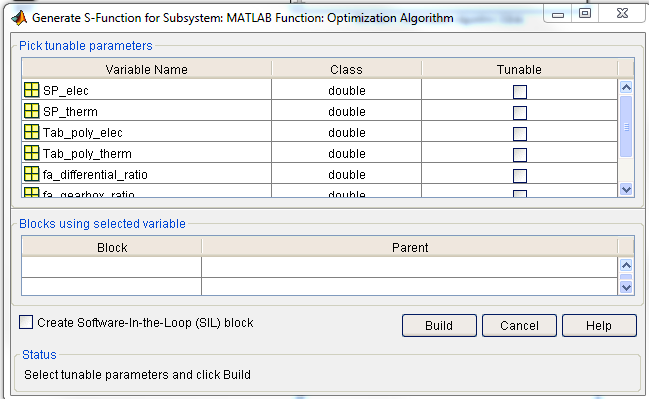 Generate S-Function for Subsystem: MATLAB Function: Optimization Algorithm
Pick tunable parameters
Variable Name Class Tunable
SP_elec double
SP_therm double
Tab_poly_elec double
Tab_poly_therm double
fa_differential_ratio double
fa_gearbox_ratio double
Blocks using selected variable
Block Parent
Create Software-In-the-Loop (SIL) block
Build Cancel Help
Status
Select tunable parameters and click Build